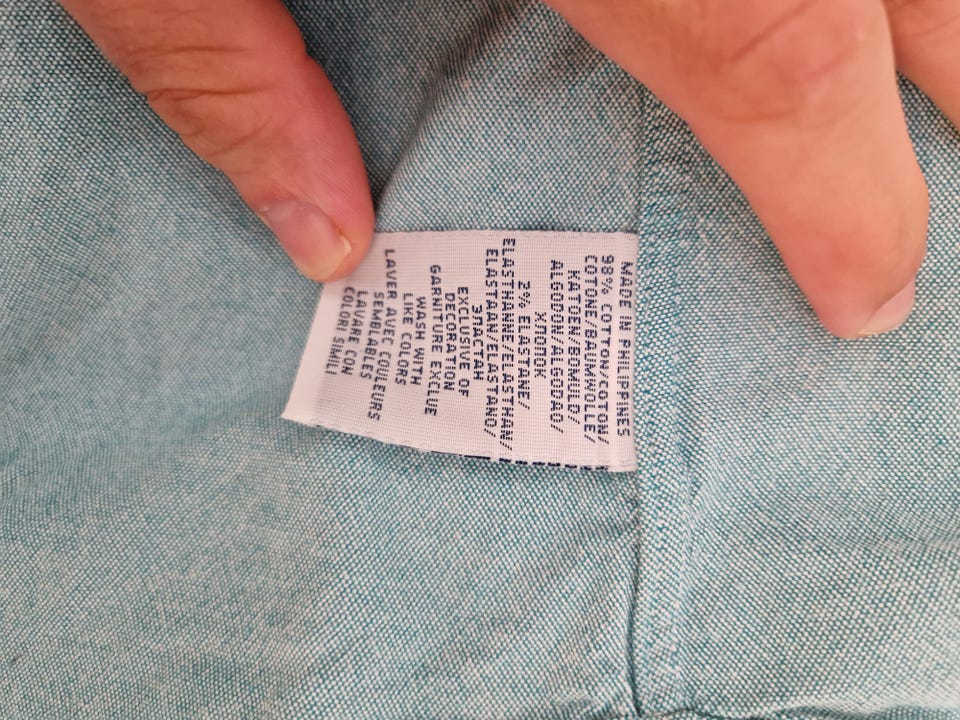 MADE IN PHILIPPINES
98% COTTON/COTON/
COTONE/BAUMWOLLE/
KATOEN/BOMULD/
ALGODON/ALGODAO/
ХЛОПОК
2% ELASTANE/
ELASTHANNE/ELASTHAN/
ELASTAAN/ELASTANO/
ЭЛАСТАН
EXCLUSIVE OF
DECORATION
GARNITURE EXCLUE
WASH WITH
LIKE COLORS
LAVER AVEC COULEURS
SEMBLABLES
LAVARE CON
COLORI SIMILI